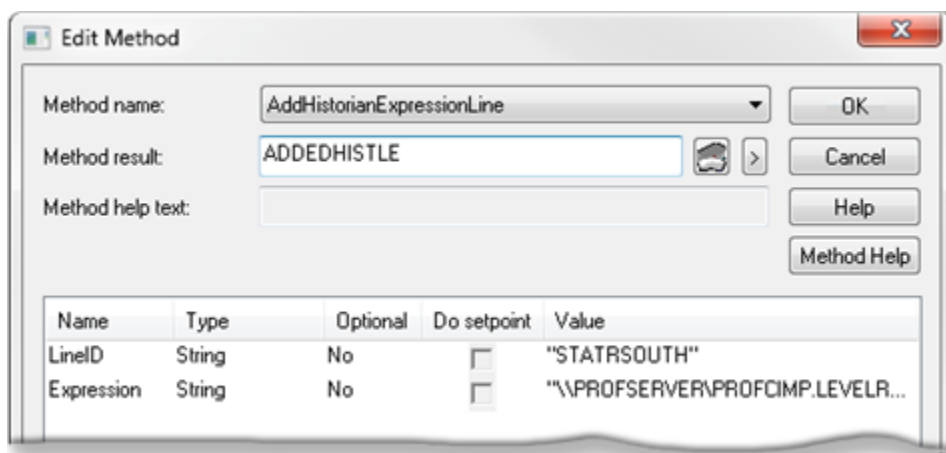 Edit Method
Method name: AddHistorianExpressionLine OK
Method result: ADDEDHISTLE > Cancel
Method help text: Help
Method Help
Name Type Optional Do setpoint Value
LineID String No "STATRSOUTH"
Expression String No "\\PROFSERVER\PROFCIMP.LEVELR...